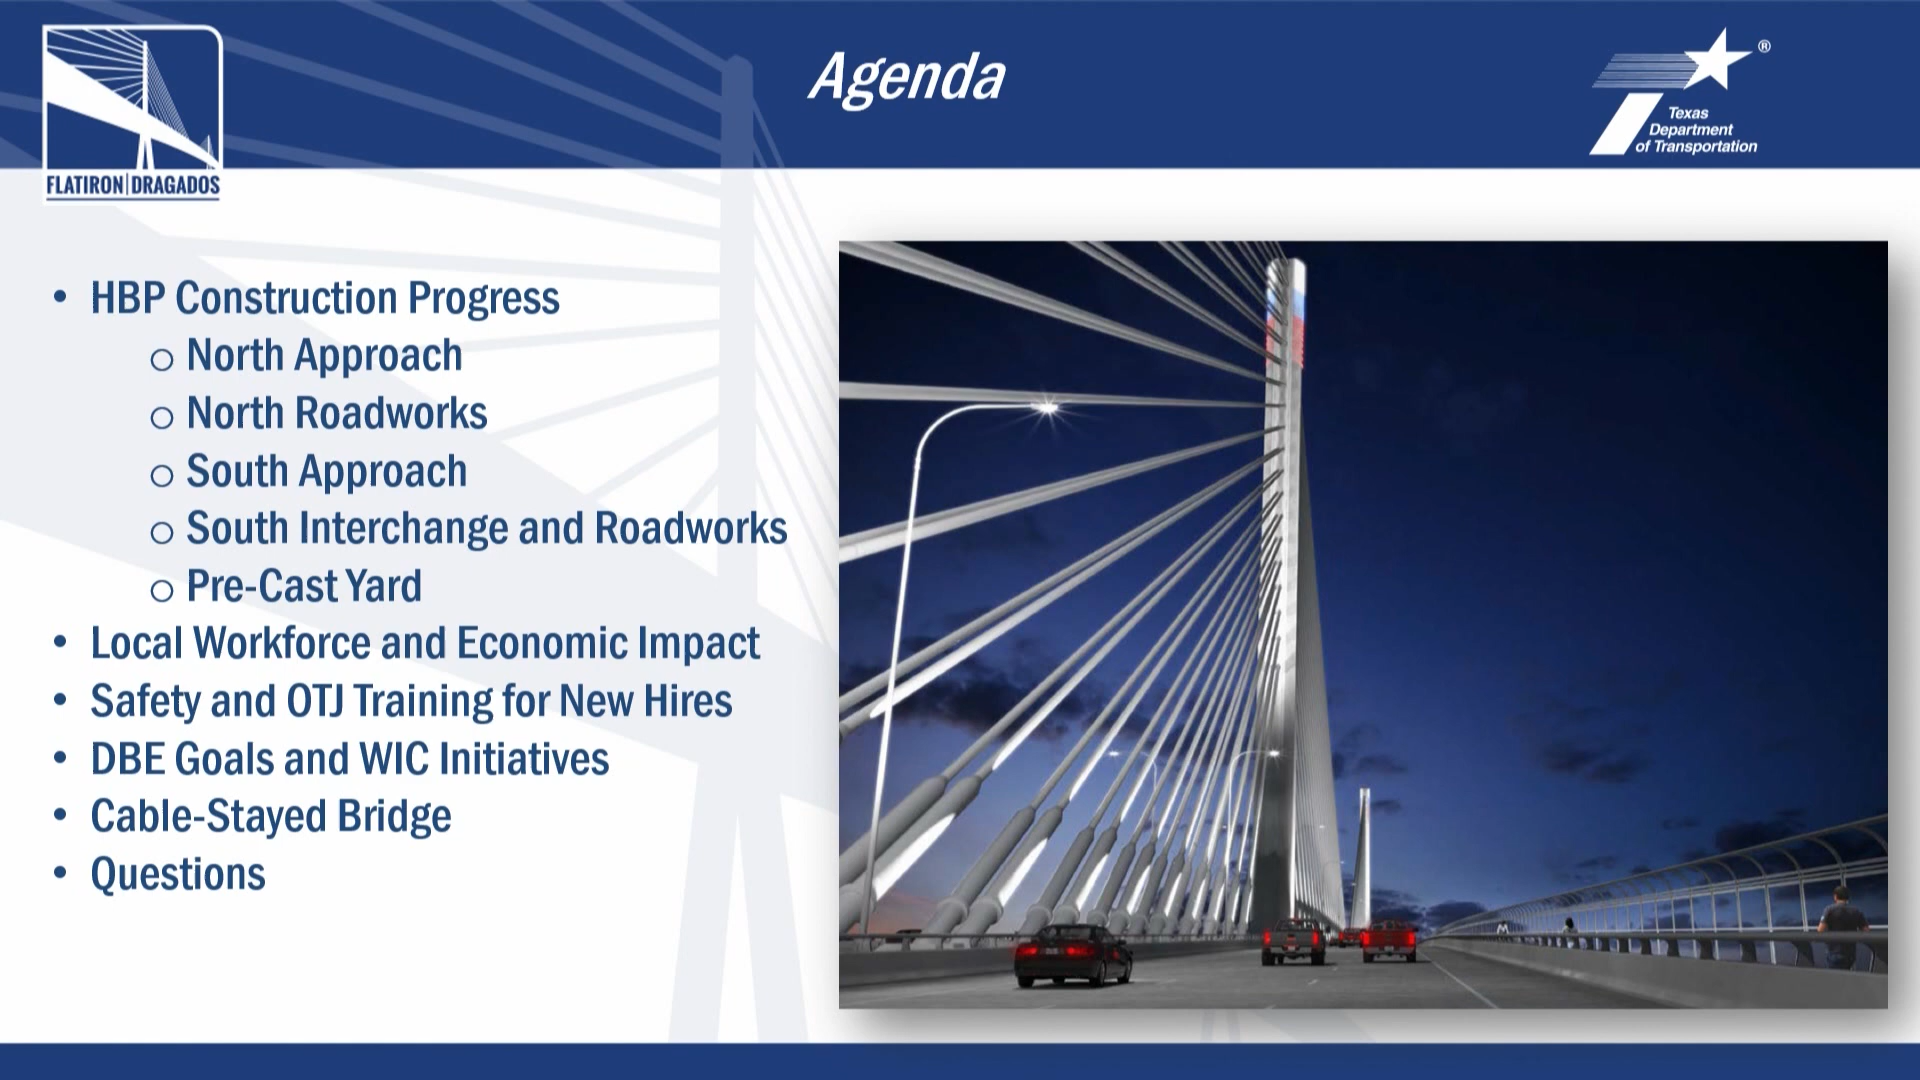 Agenda
®
Texas
Department
of Transportation
FLATIRON|DRAGADOS
• HBP Construction Progress
o North Approach
o North Roadworks
o South Approach
o South Interchange and Roadworks
o Pre-Cast Yard
• Local Workforce and Economic Impact
• Safety and OTJ Training for New Hires
• DBE Goals and WIC Initiatives
• Cable-Stayed Bridge
• Questions